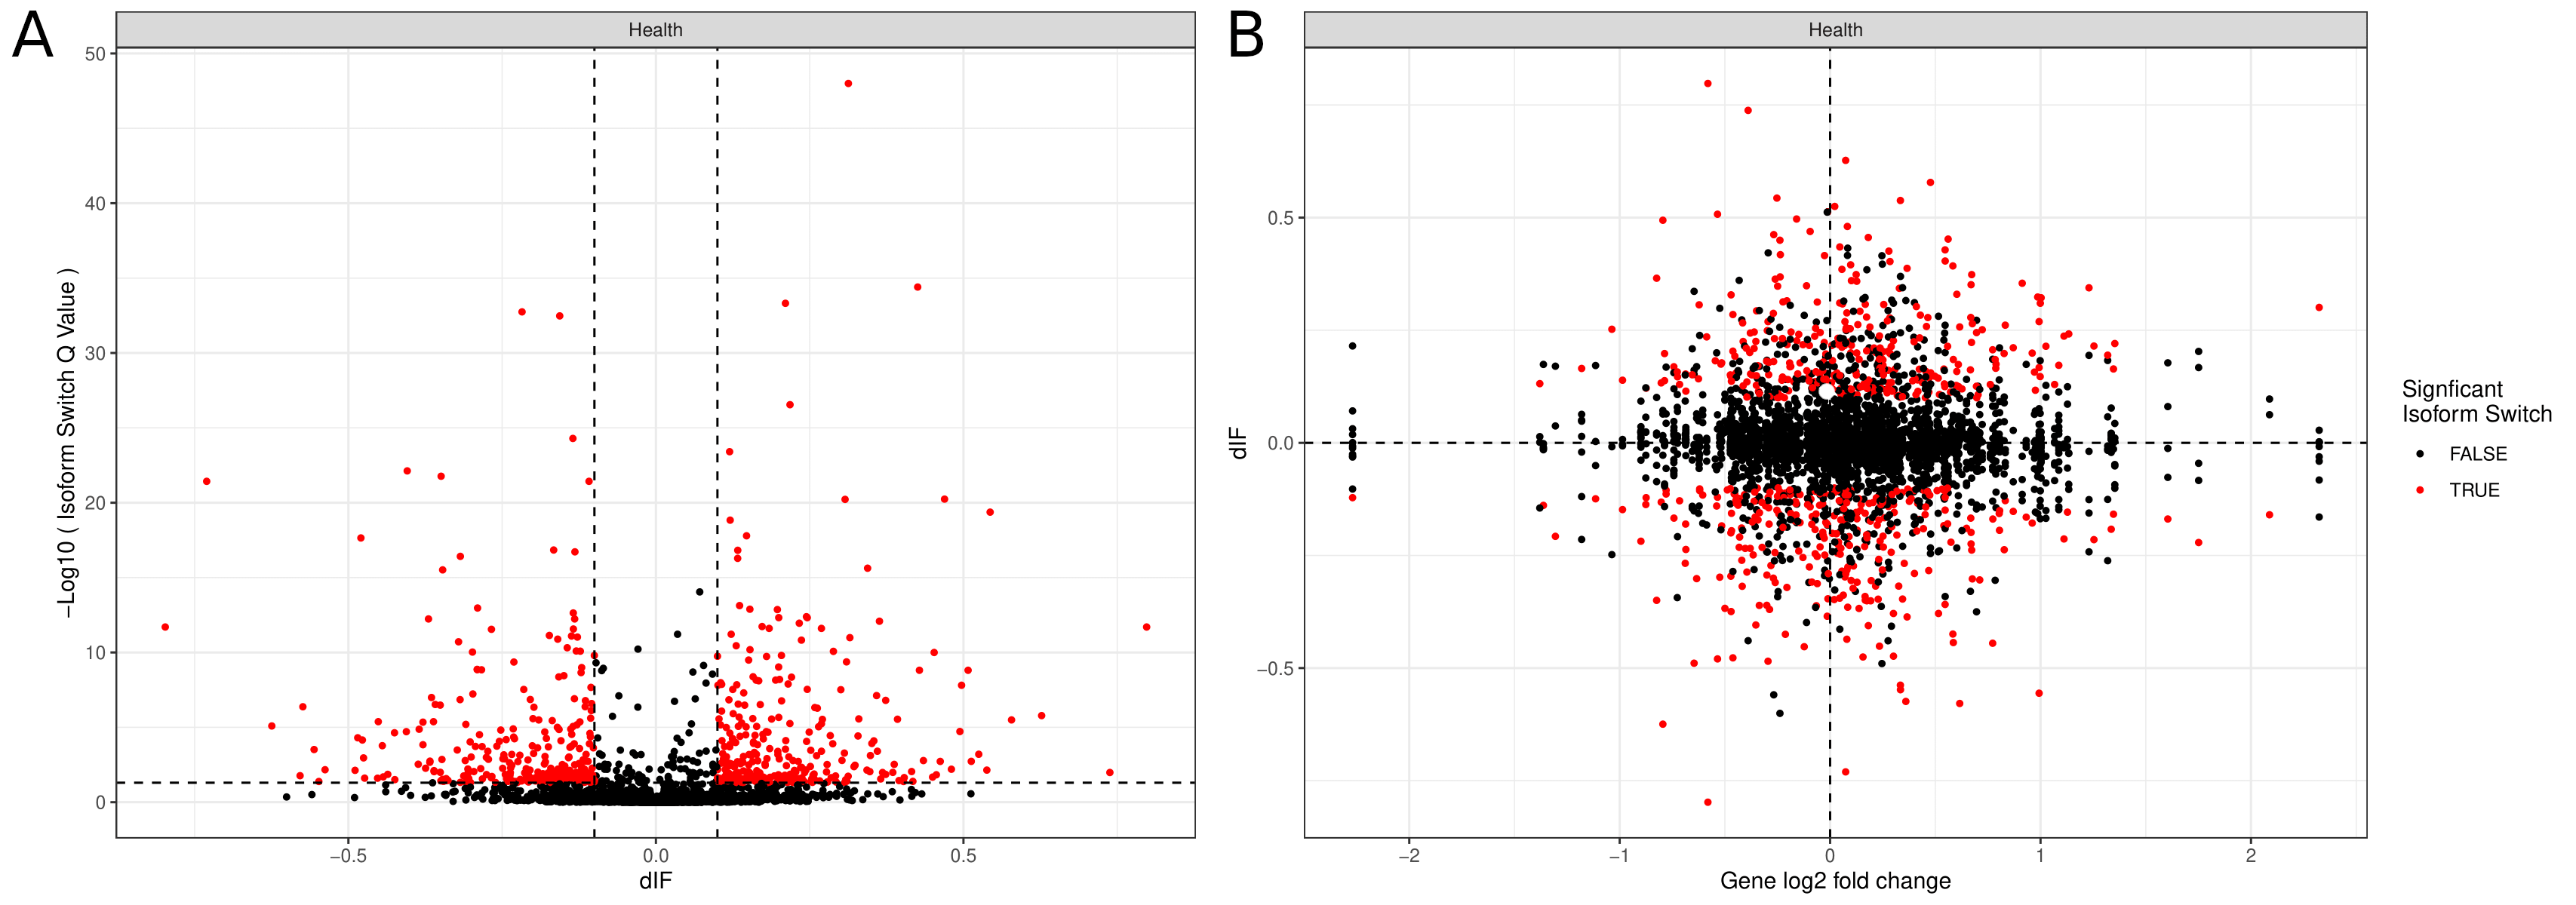 A
Health
50
40
30
20
10
0
−Log10 ( Isoform Switch Q Value )
−0.5
0.0
0.5
dIF
B
Health
0.5
0.0
−0.5
dIF
−2
−1
0
1
2
Gene log2 fold change
Signficant
Isoform Switch
FALSE
TRUE